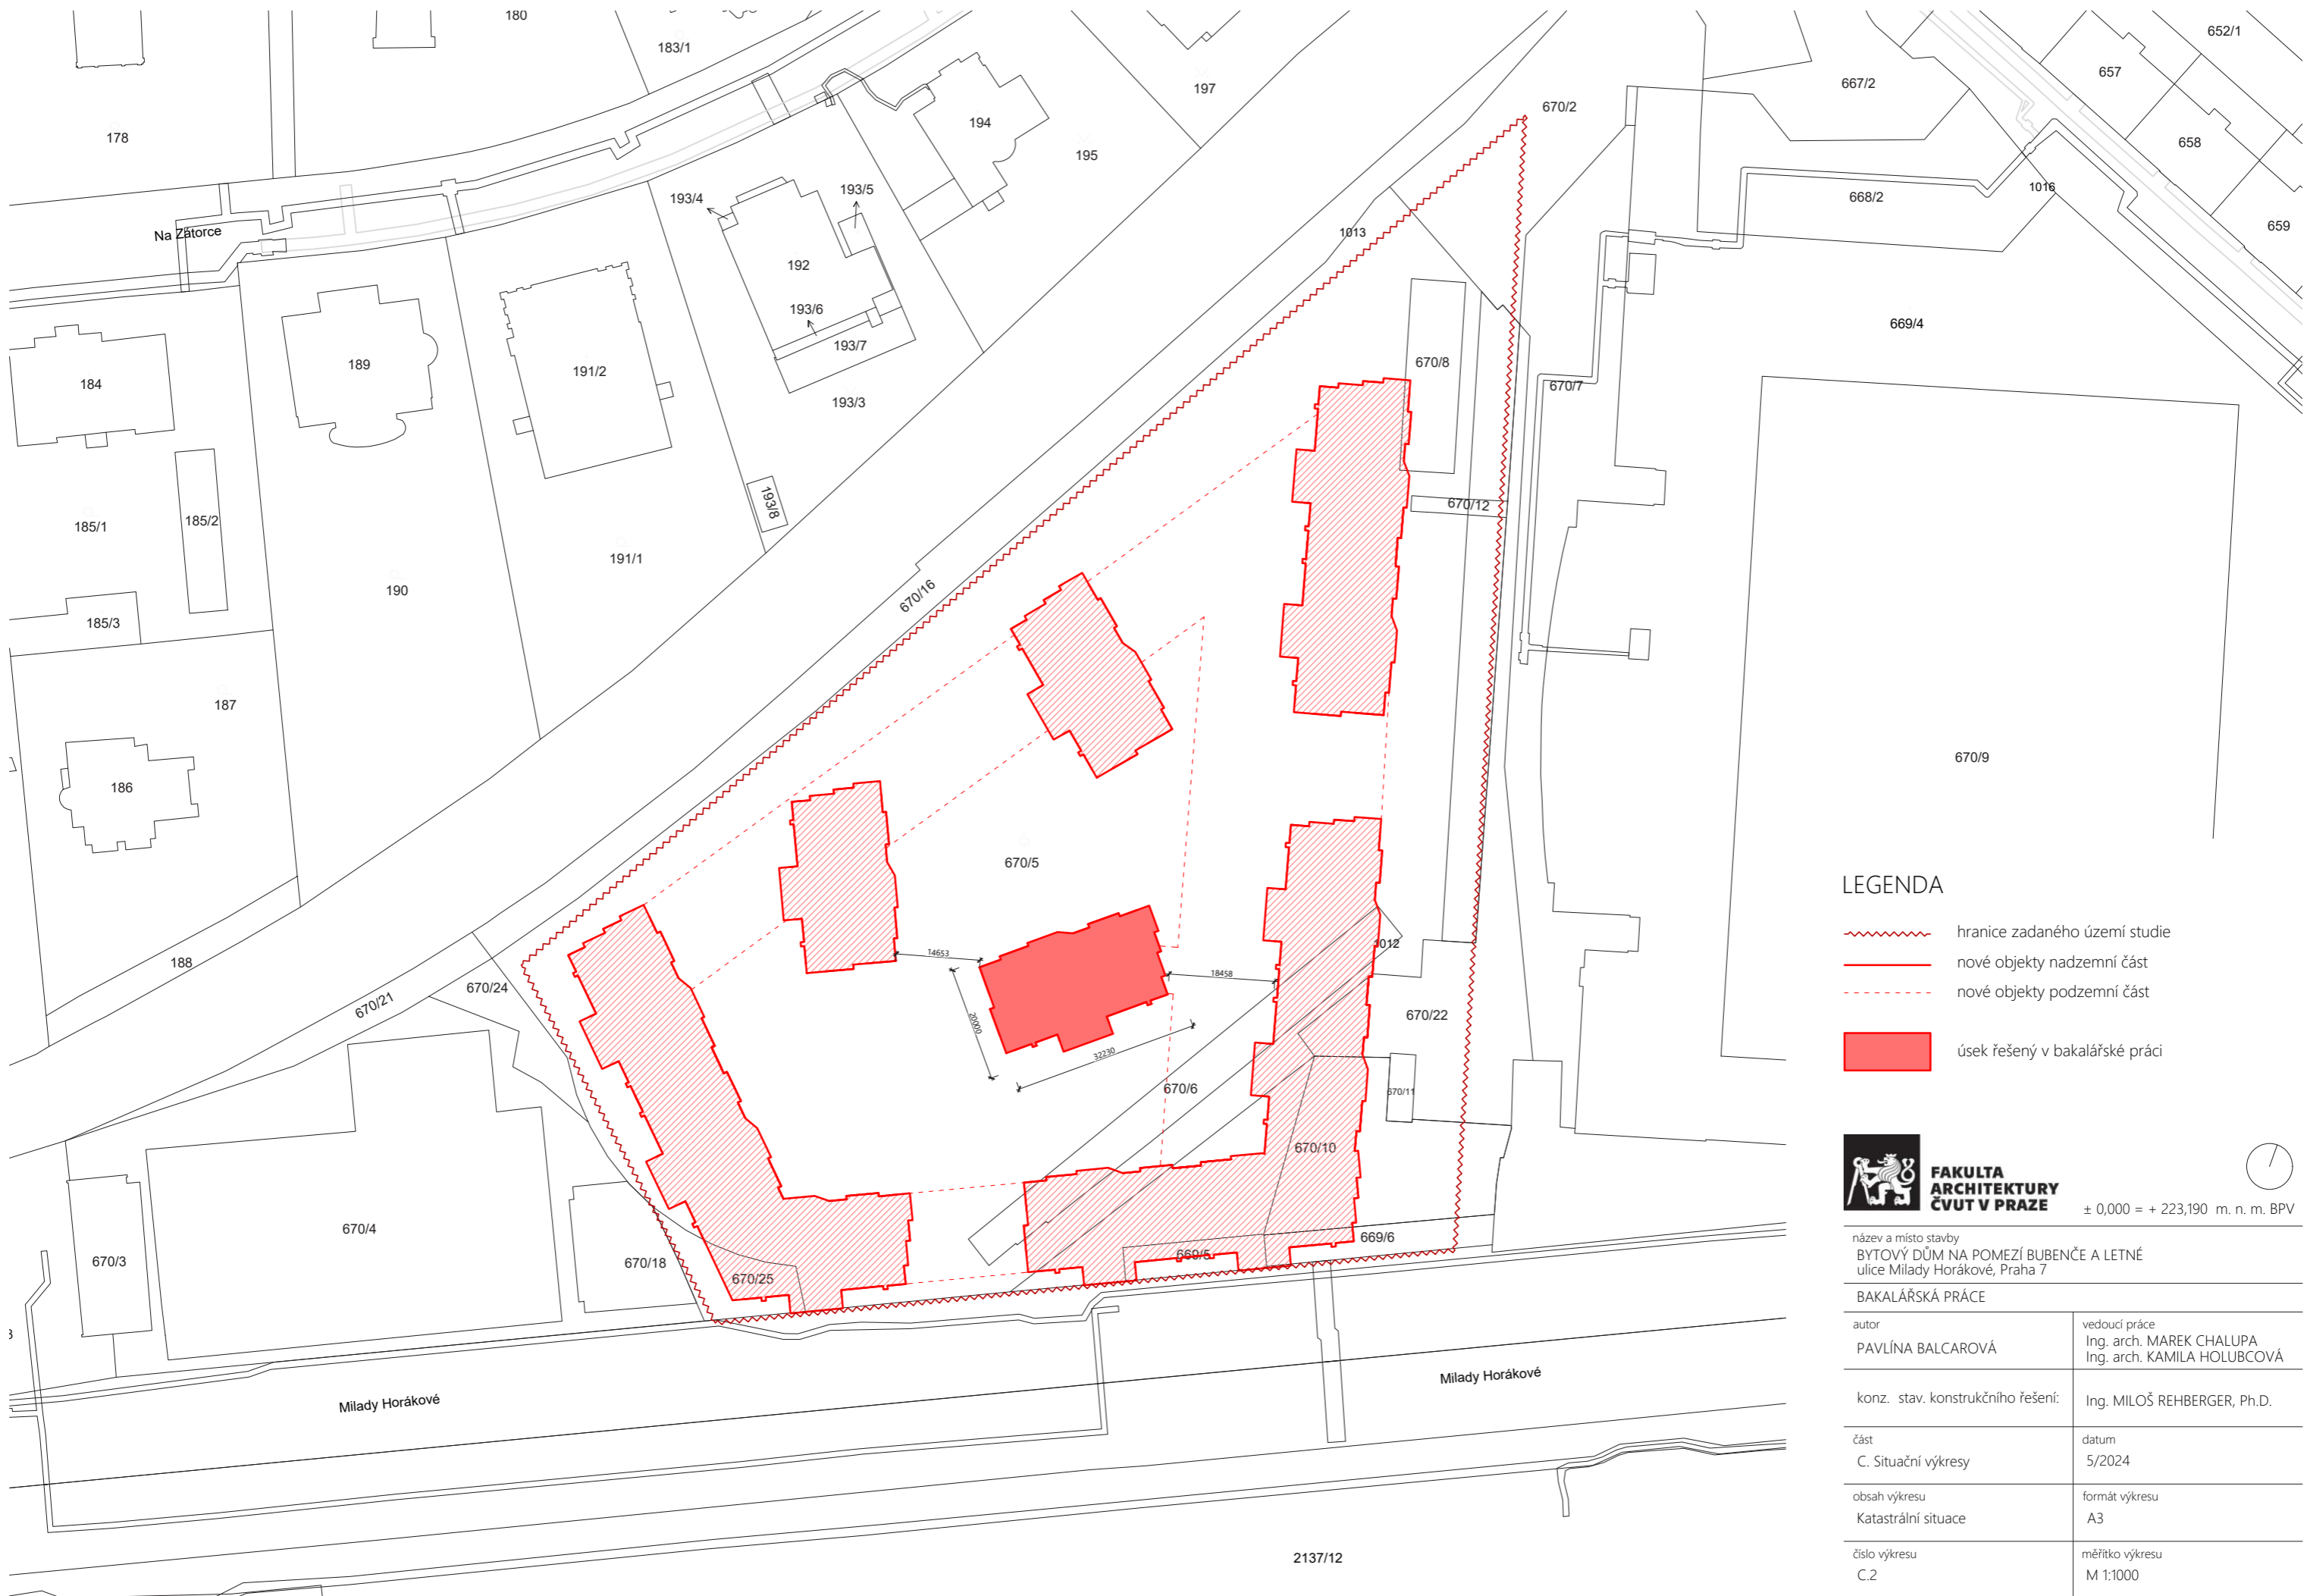 180
183/1
178
Na Zátorce
197
194
195
193/4
193/5
192
193/6
193/7
193/3
193/8
184
189
191/2
185/1
185/2
190
191/1
185/3
187
186
188
670/2
1013
667/2
652/1
657
658
668/2
1016
659
669/4
670/8
670/7
670/12
670/16
670/9
670/5
1012
14653
18458
20000
32230
670/21
670/24
670/22
670/6
670/11
670/10
670/4
670/3
670/18
670/25
669/5
669/6
3
Milady Horákové
Milady Horákové
2137/12
LEGENDA
hranice zadaného území studie
nové objekty nadzemní část
nové objekty podzemní část
úsek řešený v bakalářské práci
FAKULTA
ARCHITEKTURY
ČVUT V PRAZE
± 0,000 = + 223,190 m. n. m. BPV
název a místo stavby
BYTOVÝ DŮM NA POMEZÍ BUBENČE A LETNÉ
ulice Milady Horákové, Praha 7
BAKALÁŘSKÁ PRÁCE
autor
PAVLÍNA BALCAROVÁ
vedoucí práce
Ing. arch. MAREK CHALUPA
Ing. arch. KAMILA HOLUBCOVÁ
konz. stav. konstrukčního řešení:
Ing. MILOŠ REHBERGER, Ph.D.
část
C. Situační výkresy
datum
5/2024
obsah výkresu
Katastrální situace
formát výkresu
A3
číslo výkresu
C.2
měřítko výkresu
M 1:1000